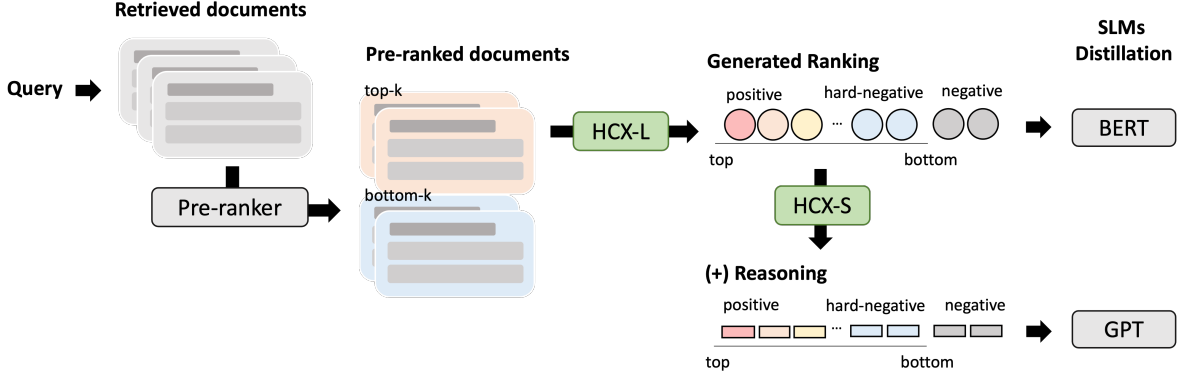 Retrieved documents
Query
Pre-ranker
Pre-ranked documents
top-k
bottom-k
HCX-L
Generated Ranking
positive
hard-negative
negative
...
top
bottom
HCX-S
(+) Reasoning
positive
hard-negative
negative
...
top
bottom
SLMs
Distillation
BERT
GPT